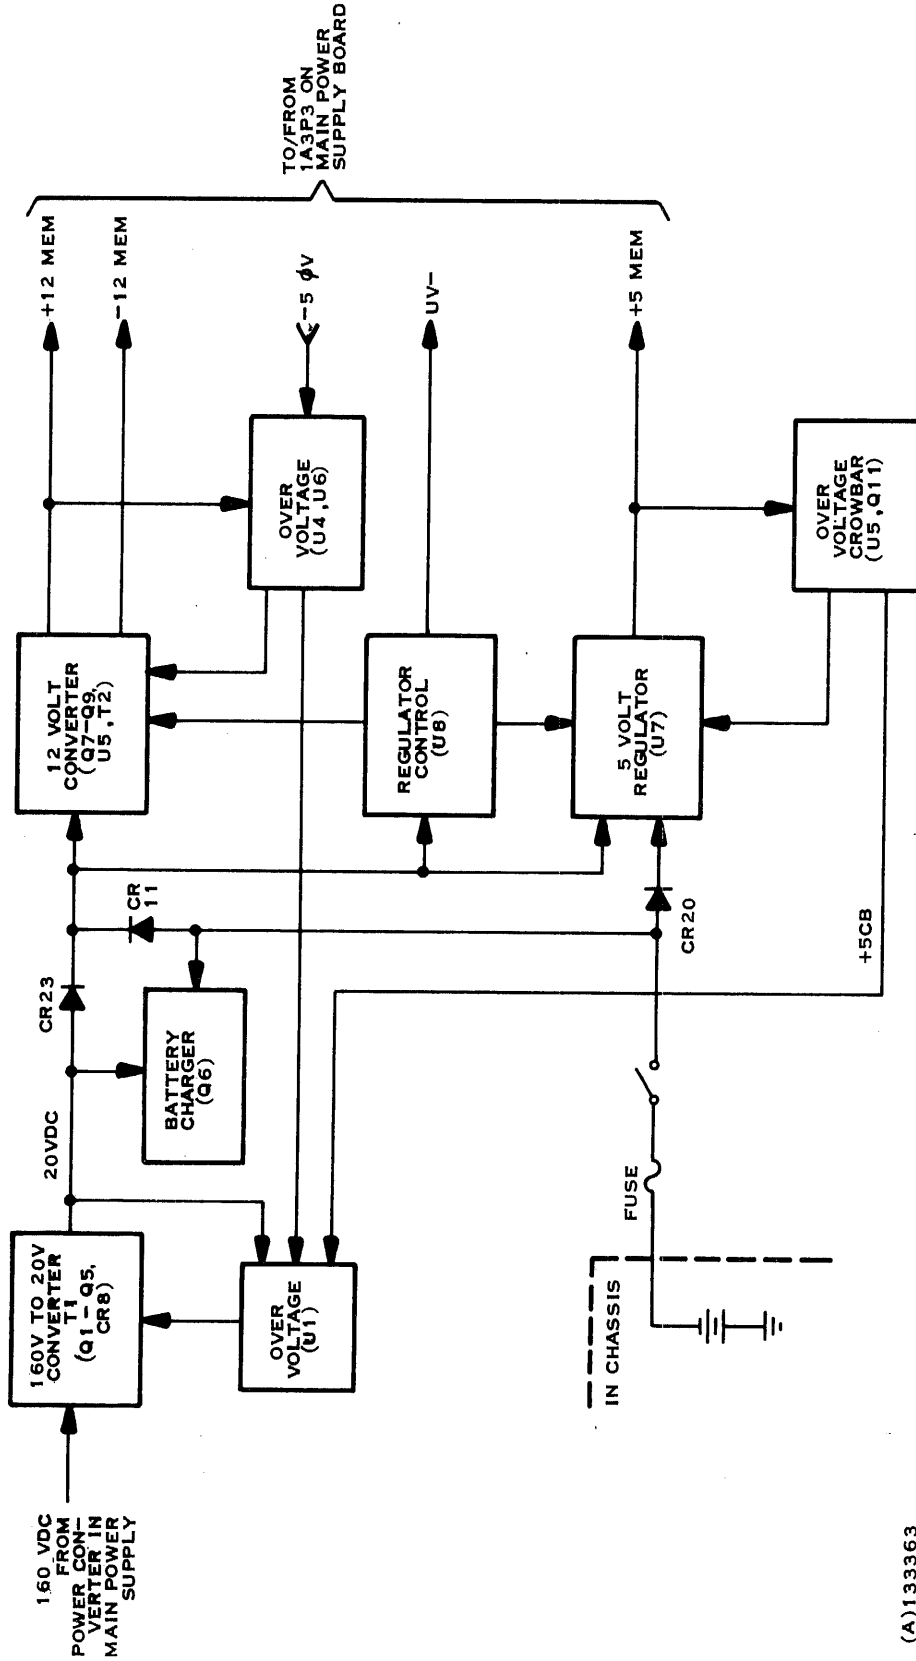 160 VDC
FROM
POWER CON-
VERTER IN
MAIN POWER
SUPPLY
160V TO 20V
CONVERTER
T1
(Q1 - Q5,
CR8)
20VDC
OVER
VOLTAGE
(U1)
BATTERY
CHARGER
(Q6)
CR23
CR
11
12 VOLT
CONVERTER
(Q7-Q9,
U5, T2)
+12 MEM
-12 MEM
OVER
VOLTAGE
(U4, U6)
-5 φV
REGULATOR
CONTROL
(U8)
UV-
5 VOLT
REGULATOR
(U7)
+5 MEM
OVER
VOLTAGE
CROWBAR
(U5, Q11)
+5CB
CR20
FUSE
IN CHASSIS
TO/FROM
1A3P3 ON
MAIN POWER
SUPPLY BOARD
(A)133363